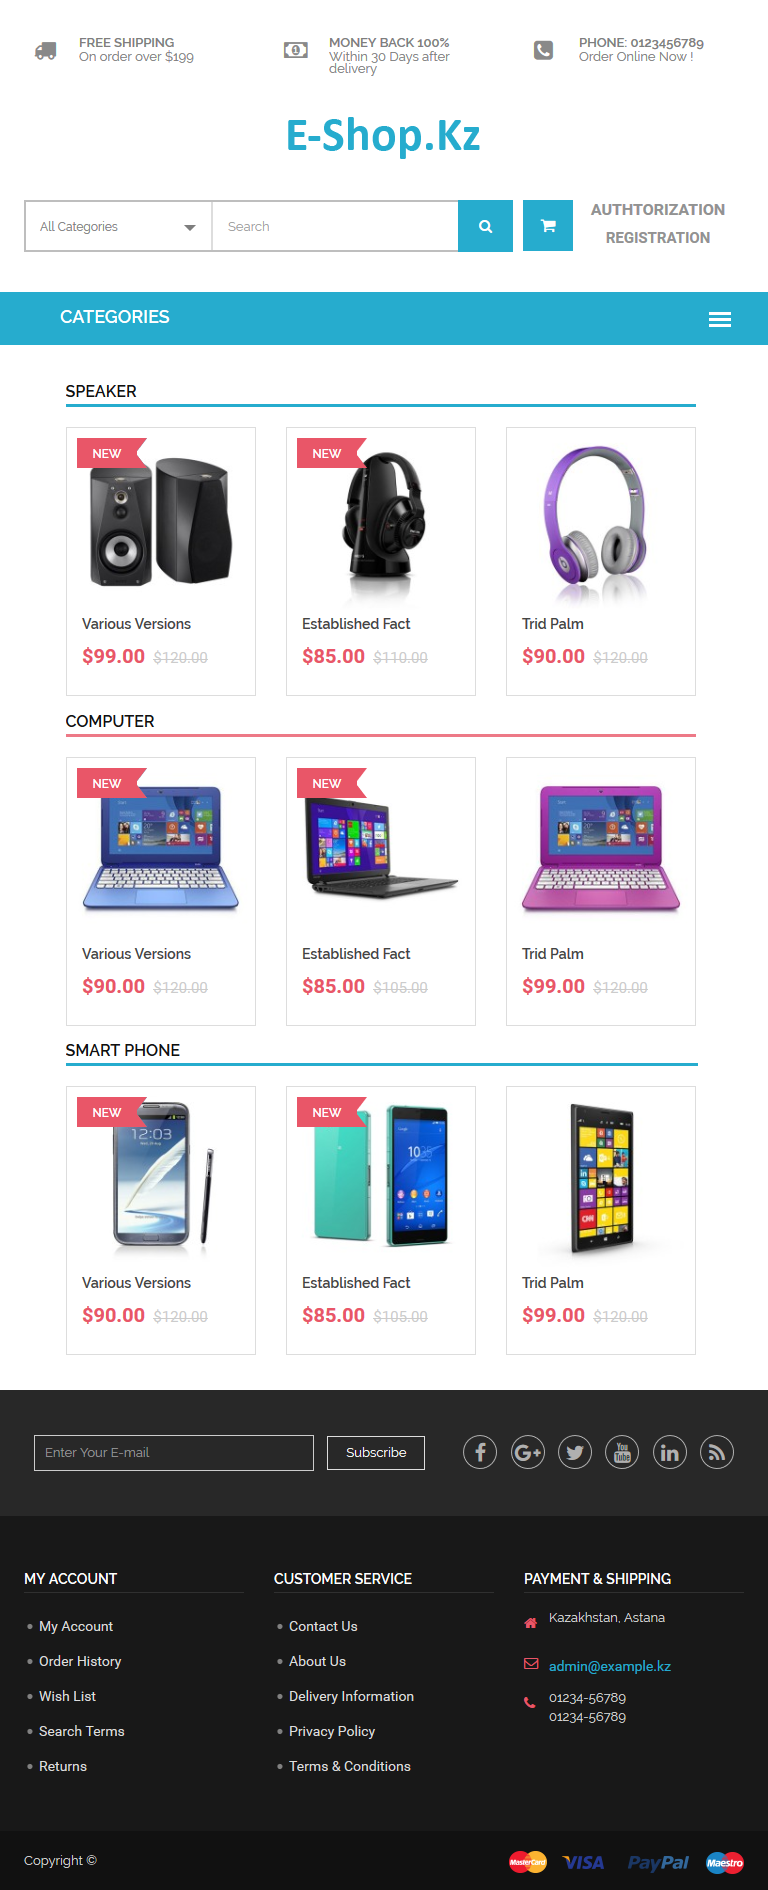 FREE SHIPPING
On order over $199
MONEY BACK 100%
Within 30 Days after
delivery
PHONE: 0123456789
Order Online Now !
E-Shop.Kz
All Categories
Search
AUTHTORIZATION
REGISTRATION
CATEGORIES
SPEAKER
NEW
NEW
Various Versions
$99.00 $120.00
Established Fact
$85.00 $110.00
Trid Palm
$90.00 $120.00
COMPUTER
NEW
NEW
Various Versions
$90.00 $120.00
Established Fact
$85.00 $105.00
Trid Palm
$99.00 $120.00
SMART PHONE
NEW
NEW
12:03
CNN
Various Versions
$90.00 $120.00
Established Fact
$85.00 $105.00
Trid Palm
$99.00 $120.00
Enter Your E-mail
Subscribe
You
Tube
MY ACCOUNT
My Account
Order History
Wish List
Search Terms
Returns
CUSTOMER SERVICE
Contact Us
About Us
Delivery Information
Privacy Policy
Terms & Conditions
PAYMENT & SHIPPING
Kazakhstan, Astana
admin@example.kz
01234-56789
01234-56789
Copyright ©
MasterCard
VISA
PayPal
Maestro